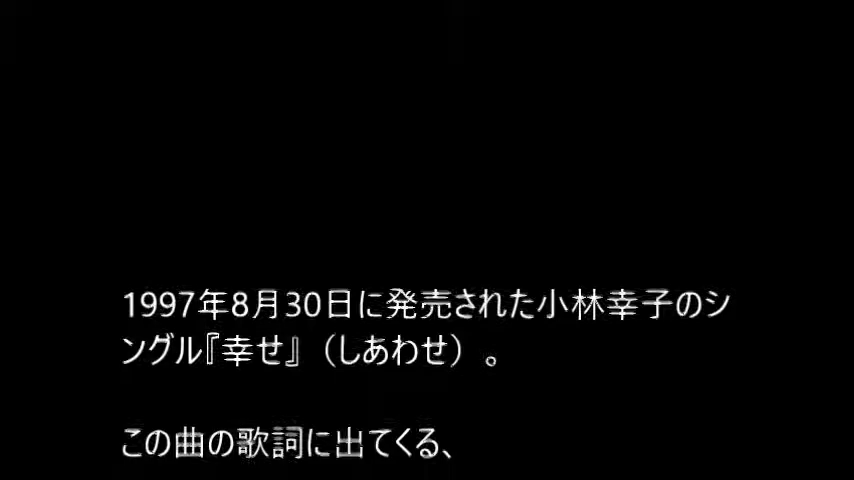 1997年8月30日に発売された小林幸子のシ
ングル『幸せ』（しあわせ）。
この曲の歌詞に出てくる、